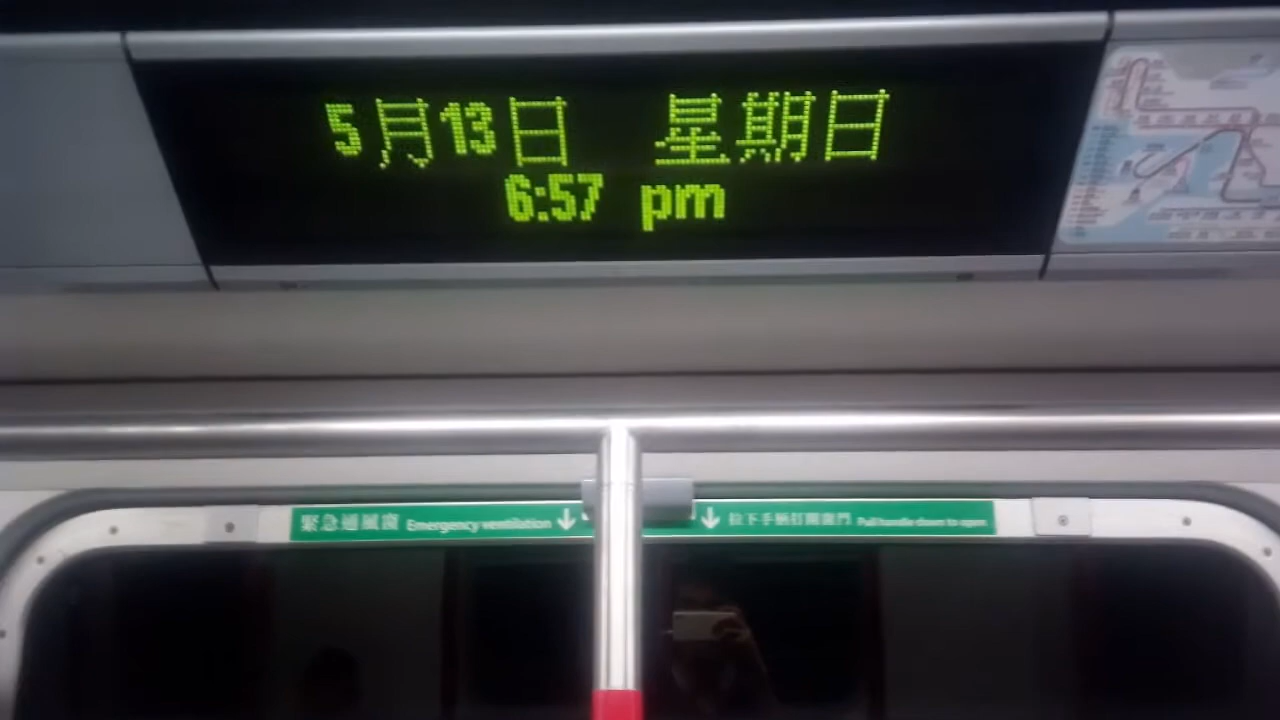 5月13日 星期日
6:57 pm
緊急通風窗 Emergency ventilation ↓
↓ 拉下手柄打開窗門 Pull handle down to open